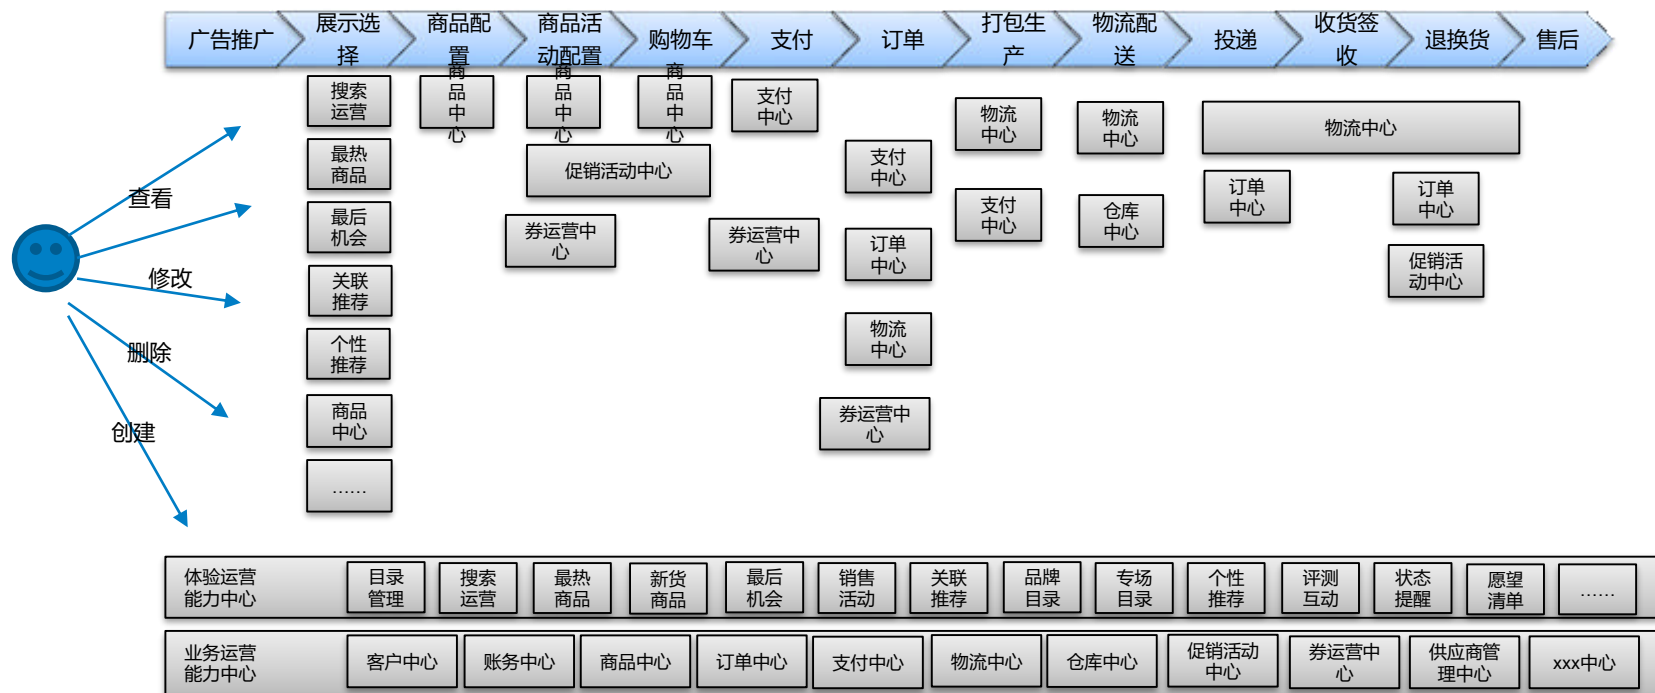 广告推广
展示选
择
商品配
置
商品活
动配置
购物车
支付
订单
打包生
产
物流配
送
投递
收货签
收
退换货
售后
搜索
运营
最热
商品
最后
机会
关联
推荐
个性
推荐
商品
中心
……
商
品
中
心
商
品
中
心
商
品
中
心
促销活动中心
券运营中
心
支付
中心
券运营中
心
支付
中心
订单
中心
物流
中心
券运营中
心
物流
中心
支付
中心
物流
中心
仓库
中心
物流中心
订单
中心
订单
中心
促销活
动中心
查看
修改
删除
创建
体验运营
能力中心
目录
管理
搜索
运营
最热
商品
新货
商品
最后
机会
销售
活动
关联
推荐
品牌
目录
专场
目录
个性
推荐
评测
互动
状态
提醒
愿望
清单
……
业务运营
能力中心
客户中心
账务中心
商品中心
订单中心
支付中心
物流中心
仓库中心
促销活动
中心
券运营中
心
供应商管
理中心
xxx中心